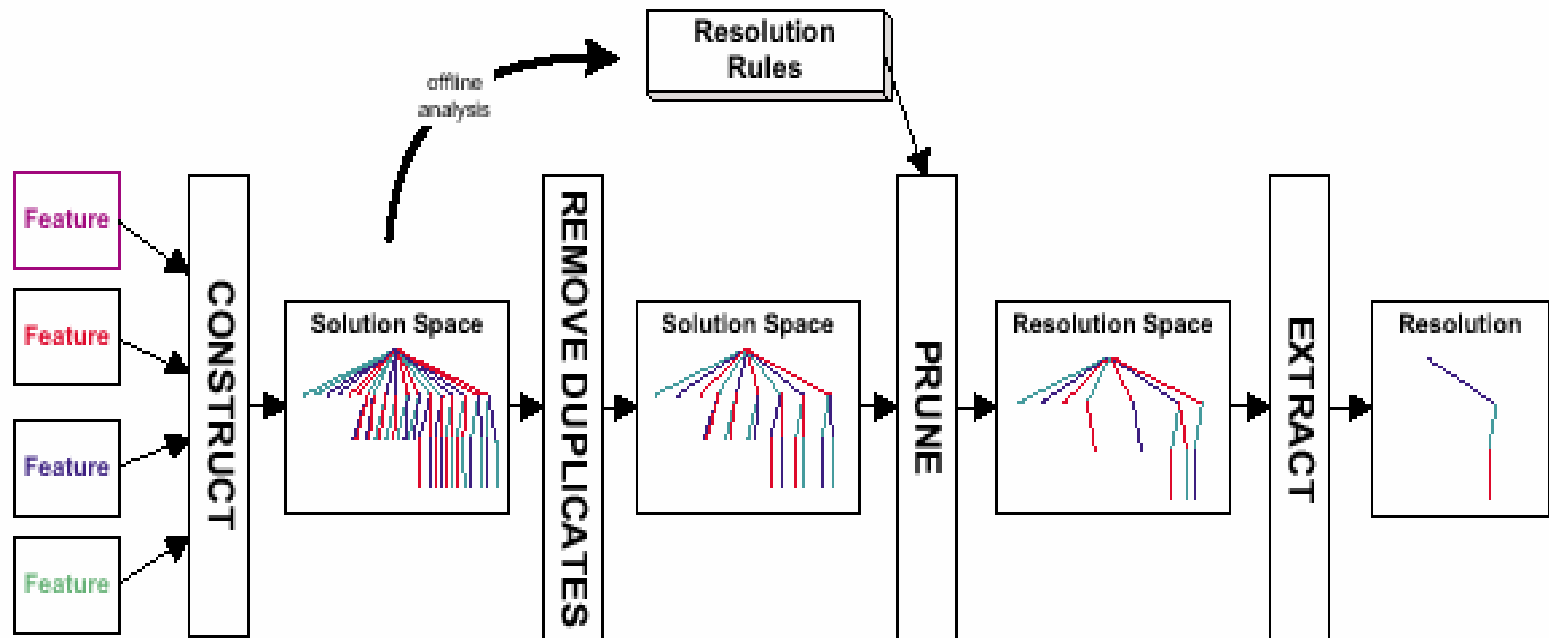 Resolution
Rules
offline
analysis
Feature
Feature
Feature
Feature
CONSTRUCT
Solution Space
REMOVE DUPLICATES
Solution Space
PRUNE
Resolution Space
EXTRACT
Resolution